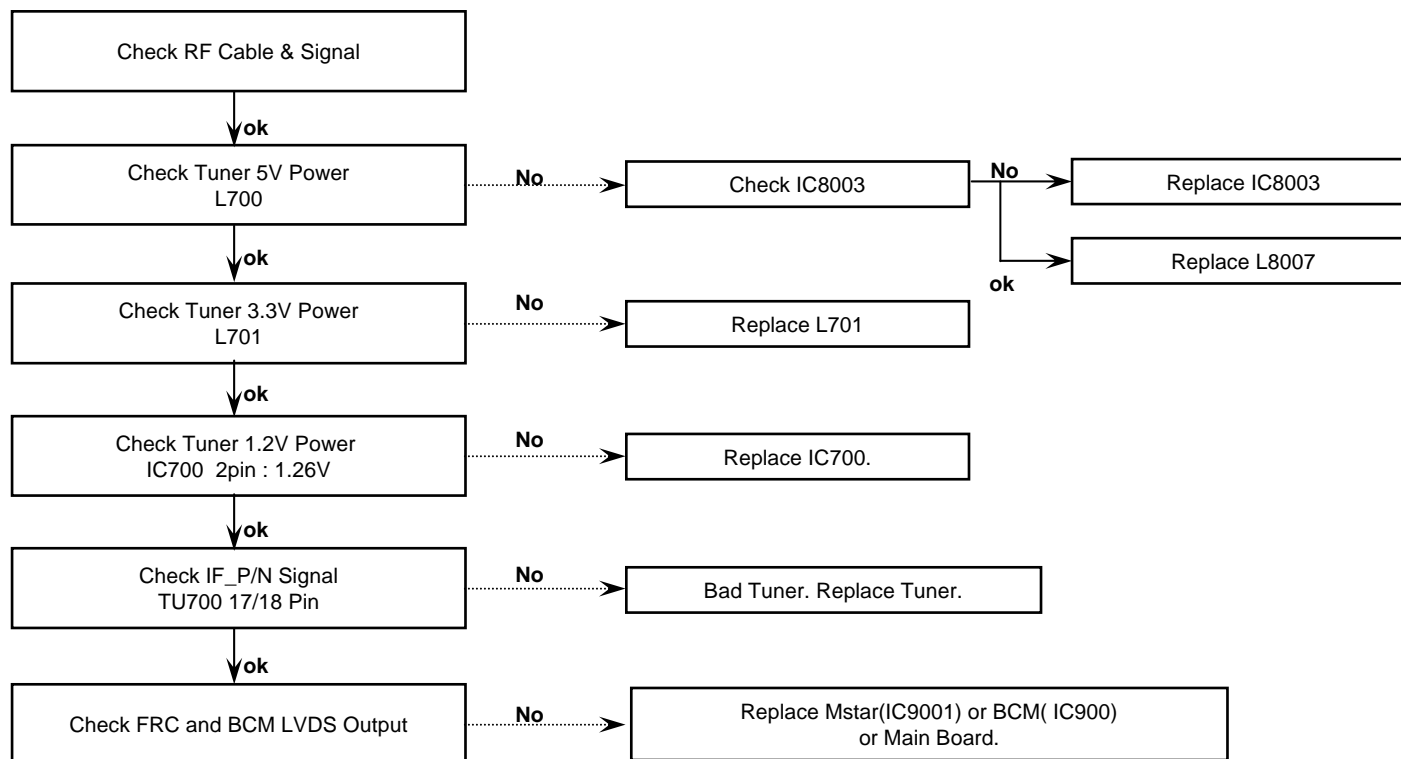 Check RF Cable & Signal
ok
Check Tuner 5V Power
L700
No
Check IC8003
No
Replace IC8003
ok
Replace L8007
ok
Check Tuner 3.3V Power
L701
No
Replace L701
ok
Check Tuner 1.2V Power
IC700 2pin : 1.26V
No
Replace IC700.
ok
Check IF_P/N Signal
TU700 17/18 Pin
No
Bad Tuner. Replace Tuner.
ok
Check FRC and BCM LVDS Output
No
Replace Mstar(IC9001) or BCM( IC900)
or Main Board.